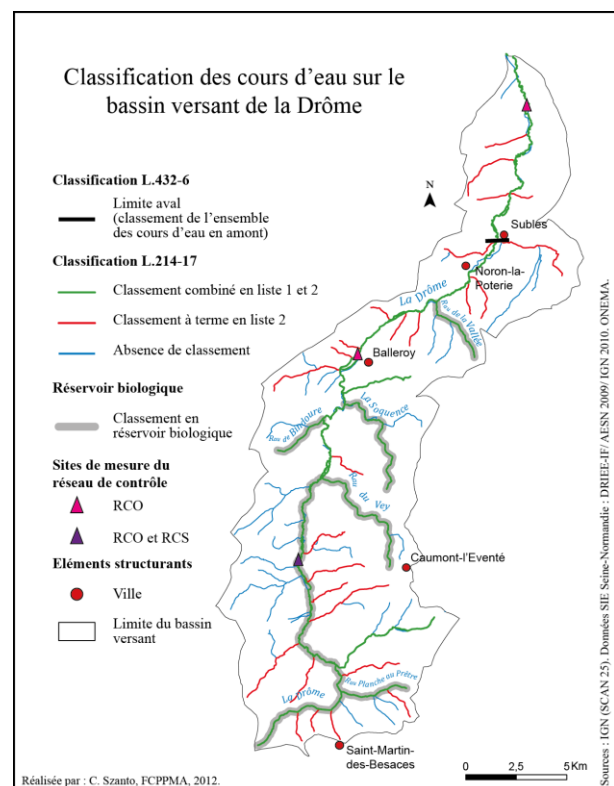 Classification des cours d'eau sur le
bassin versant de la Drôme
Classification L.432-6
Limite aval
(classement de l'ensemble
des cours d'eau en amont)
Classification L.214-17
Classement combiné en liste 1 et 2
Classement à terme en liste 2
Absence de classement
Réservoir biologique
Classement en
réservoir biologique
Sites de mesure du
réseau de contrôle
RCO
RCO et RCS
Eléments structurants
Ville
Limite du bassin
versant
N
Subles
Noron-la-
Poterie
La Drôme
Rau de la Vallée
Balleroy
La Soquence
Rau de Bindoure
Rau du Vey
Caumont-l'Eventé
Rau Planche au Prêtre
La Drôme
Saint-Martin-
des-Besaces
0 2,5 5 Km
Réalisée par : C. Szanto, FCPPMA, 2012.
Sources : IGN (SCAN 25), Données SIE Seine-Normandie : DRIEE-IF/ AESN 2009/ IGN 2010. ONEMA.